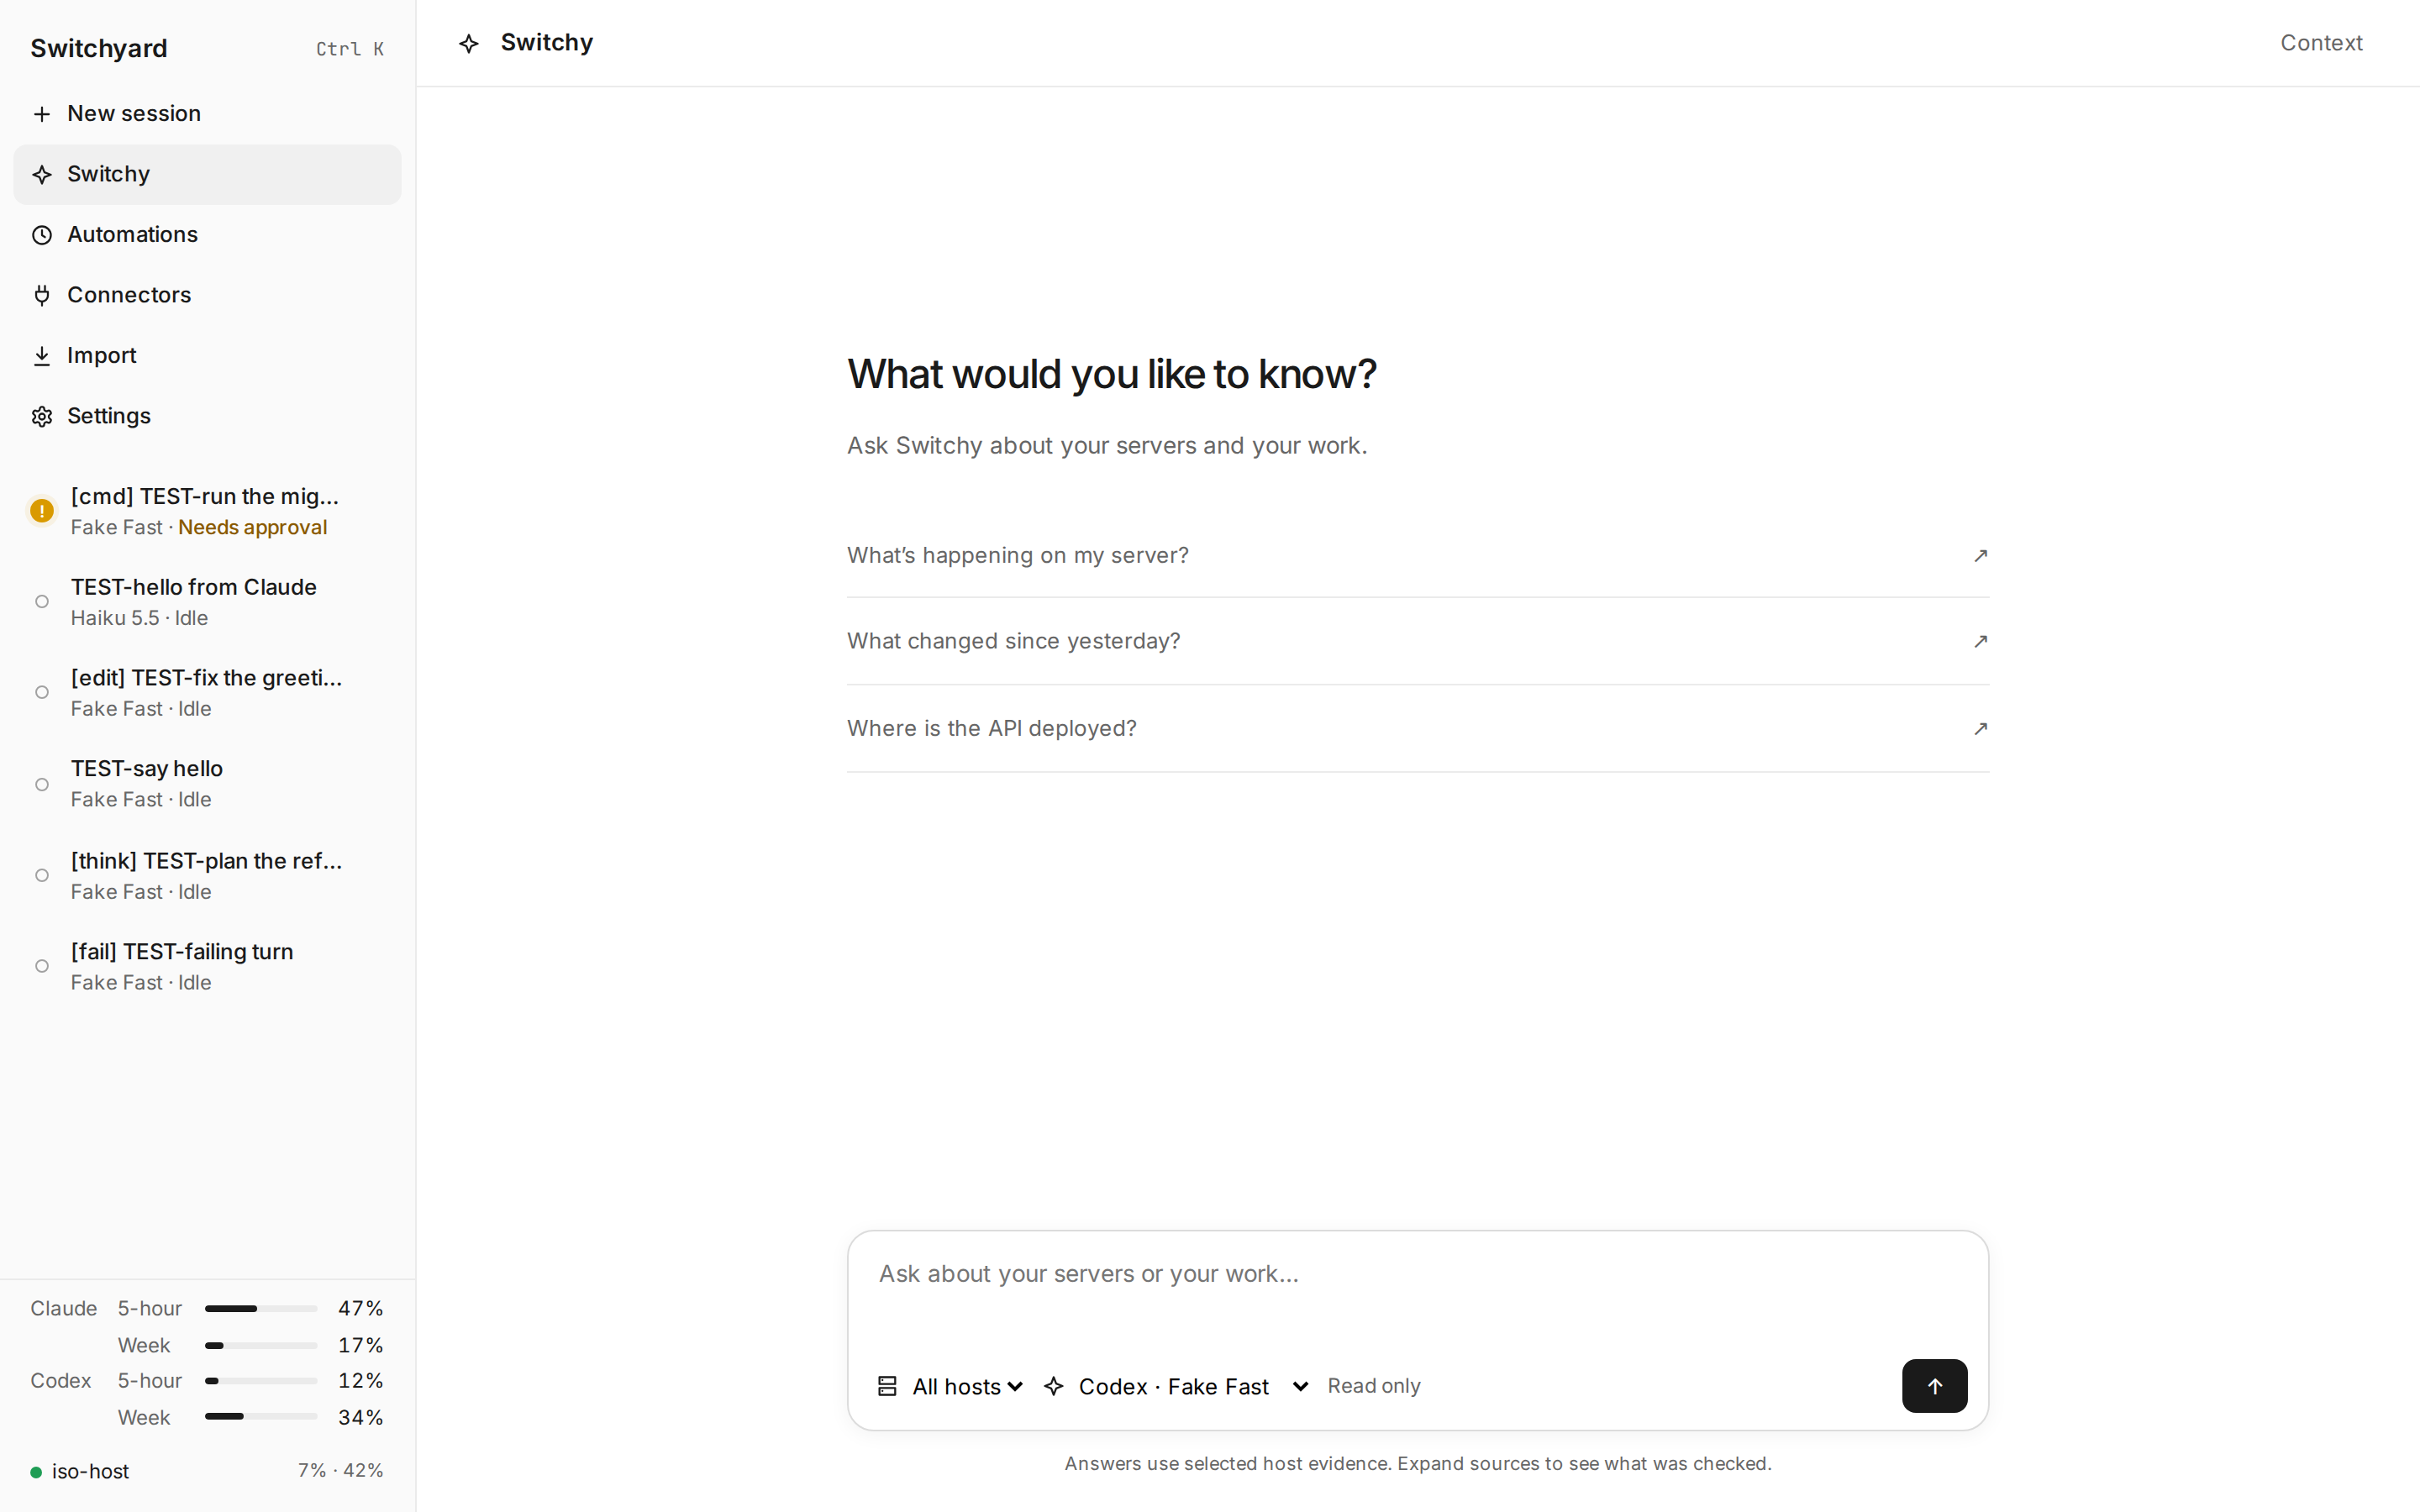 Switchyard Ctrl K
New session
Switchy
Automations
Connectors
Import
Settings
[cmd] TEST-run the mig...
Fake Fast · Needs approval
TEST-hello from Claude
Haiku 5.5 · Idle
[edit] TEST-fix the greeti...
Fake Fast · Idle
TEST-say hello
Fake Fast · Idle
[think] TEST-plan the ref...
Fake Fast · Idle
[fail] TEST-failing turn
Fake Fast · Idle
Claude 5-hour 47%
Week 17%
Codex 5-hour 12%
Week 34%
iso-host 7% · 42%
Switchy Context
What would you like to know?
Ask Switchy about your servers and your work.
What’s happening on my server?
What changed since yesterday?
Where is the API deployed?
Ask about your servers or your work...
All hosts Codex · Fake Fast Read only
Answers use selected host evidence. Expand sources to see what was checked.